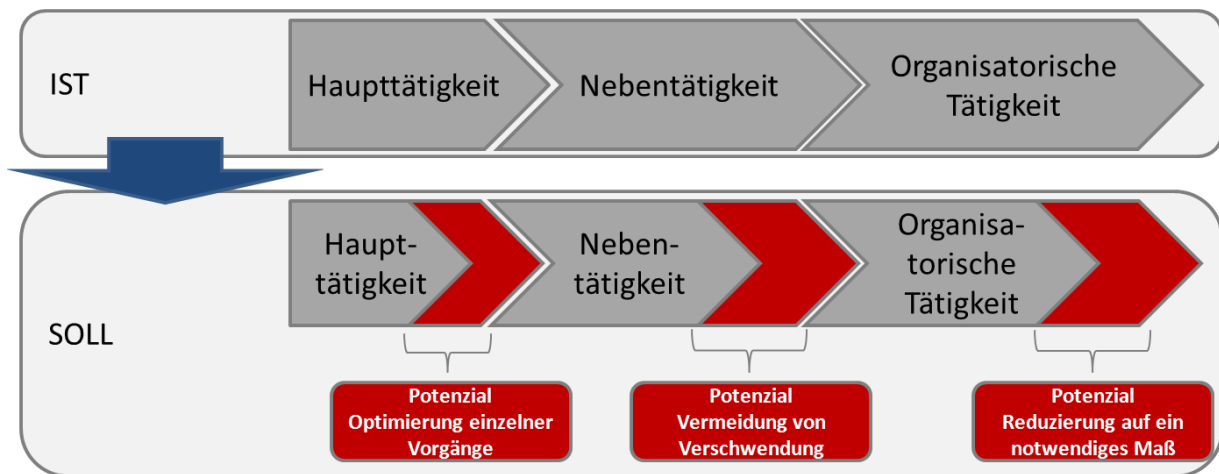 IST
Haupttätigkeit
Nebentätigkeit
Organisatorische
Tätigkeit
SOLL
Haupt-
tätigkeit
Neben-
tätigkeit
Organisa-
torische
Tätigkeit
Potenzial
Optimierung einzelner
Vorgänge
Potenzial
Vermeidung von
Verschwendung
Potenzial
Reduzierung auf ein
notwendiges Maß